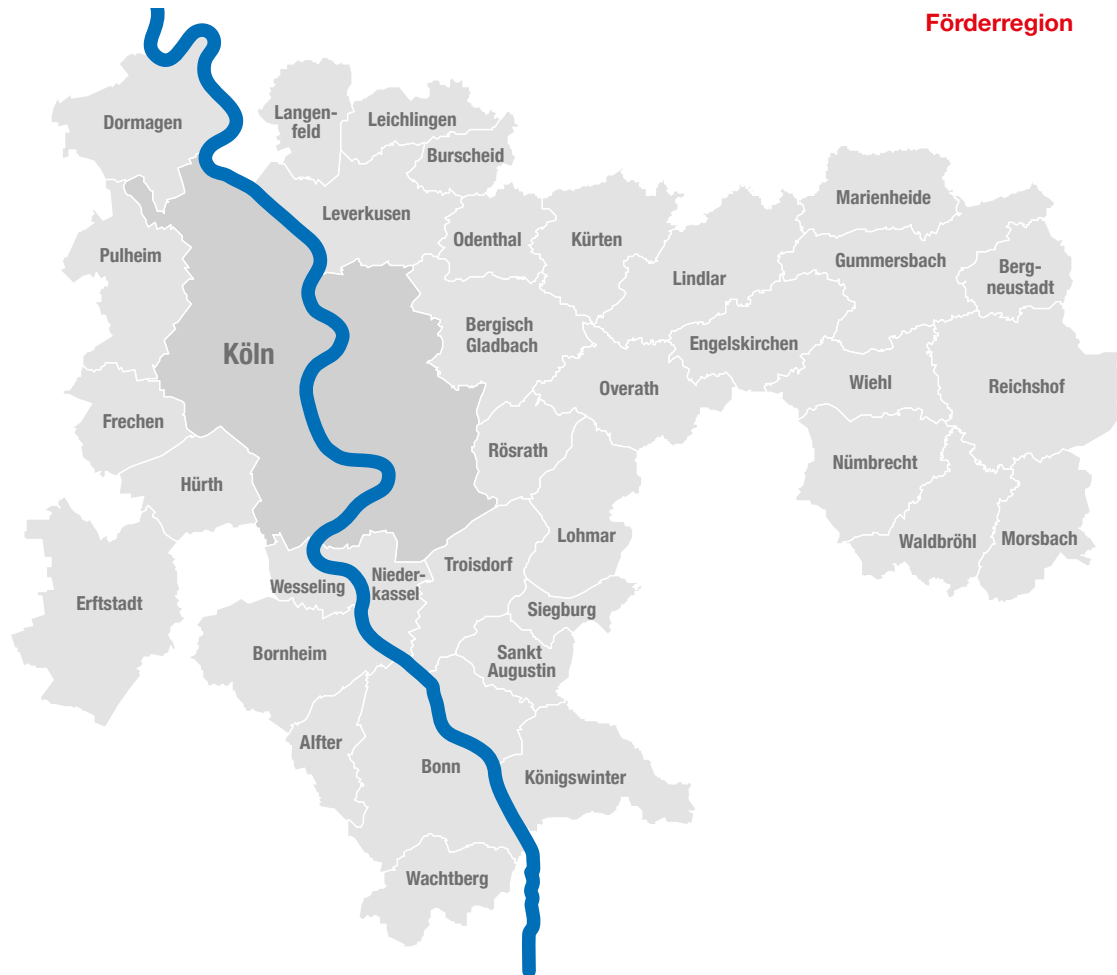 Förderregion
Dormagen
Langen-
feld
Leichlingen
Burscheid
Marienheide
Leverkusen
Odenthal
Kürten
Pulheim
Lindlar
Gummersbach
Berg-
neustadt
Bergisch
Gladbach
Engelskirchen
Köln
Overath
Wiehl
Reichshof
Frechen
Rösrath
Nümbrecht
Hürth
Lohmar
Waldbröhl
Morsbach
Troisdorf
Wesseling
Nieder-
kassel
Erftstadt
Siegburg
Bornheim
Sankt
Augustin
Alfter
Bonn
Königswinter
Wachtberg